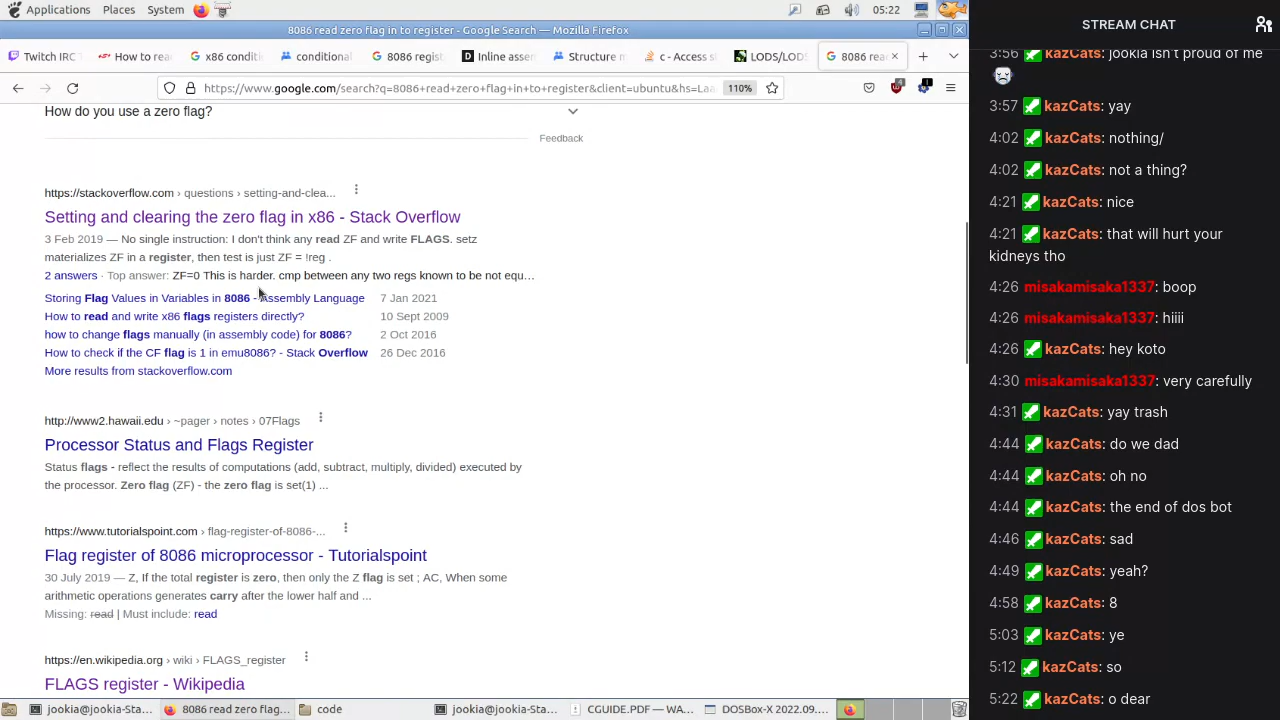 Applications Places System 05:22
8086 read zero flag in to register - Google Search — Mozilla Firefox
Twitch IRC How to rea x86 condit conditional 8086 regist Inline assem Structure m c - Access sl LODS/LODS 8086 rea
https://www.google.com/search?q=8086+read+zero+flag+in+to+register&client=ubuntu&hs=Laa 110% 4
How do you use a zero flag?
Feedback
https://stackoverflow.com › questions › setting-and-clea...
Setting and clearing the zero flag in x86 - Stack Overflow
3 Feb 2019 — No single instruction: I don't think any read ZF and write FLAGS. setz
materializes ZF in a register, then test is just ZF = !reg .
2 answers · Top answer: ZF=0 This is harder. cmp between any two regs known to be not equ…
Storing Flag Values in Variables in 8086 - Assembly Language 7 Jan 2021
How to read and write x86 flags registers directly? 10 Sept 2009
how to change flags manually (in assembly code) for 8086? 2 Oct 2016
How to check if the CF flag is 1 in emu8086? - Stack Overflow 26 Dec 2016
More results from stackoverflow.com
http://www2.hawaii.edu › ~pager › notes › 07Flags
Processor Status and Flags Register
Status flags - reflect the results of computations (add, subtract, multiply, divided) executed by
the processor. Zero flag (ZF) - the zero flag is set(1) ...
https://www.tutorialspoint.com › flag-register-of-8086-...
Flag register of 8086 microprocessor - Tutorialspoint
30 July 2019 — Z, If the total register is zero, then only the Z flag is set ; AC, When some
arithmetic operations generates carry after the lower half and ...
Missing: read | Must include: read
https://en.wikipedia.org › wiki › FLAGS_register
FLAGS register - Wikipedia
jookia@jookia-Sta... 8086 read zero flag... cs jookia@jookia-Sta... CGUIDE.PDF — WA... DOSBox-X 2022.09....
STREAM CHAT
3:56 kazCats: jookia isn't proud of me
3:57 kazCats: yay
4:02 kazCats: nothing/
4:02 kazCats: not a thing?
4:21 kazCats: nice
4:21 kazCats: that will hurt your
kidneys tho
4:26 misakamisaka1337: boop
4:26 misakamisaka1337: hiiii
4:26 kazCats: hey koto
4:30 misakamisaka1337: very carefully
4:31 kazCats: yay trash
4:44 kazCats: do we dad
4:44 kazCats: oh no
4:44 kazCats: the end of dos bot
4:46 kazCats: sad
4:49 kazCats: yeah?
4:58 kazCats: 8
5:03 kazCats: ye
5:12 kazCats: so
5:22 kazCats: o dear